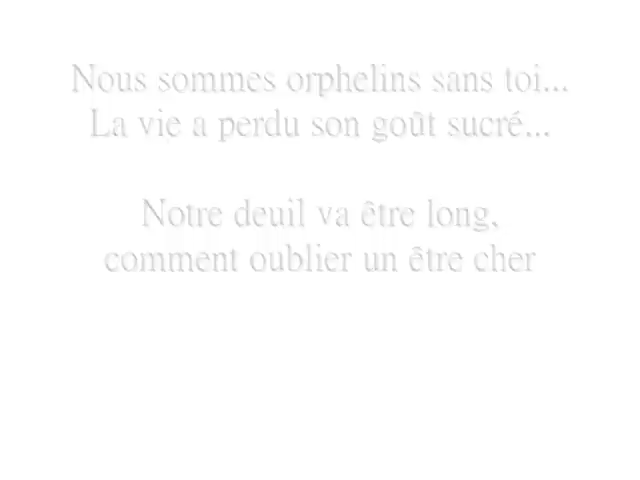 Nous sommes orphelins sans toi...
La vie a perdu son goût sucré...
Notre deuil va être long,
comment oublier un être cher